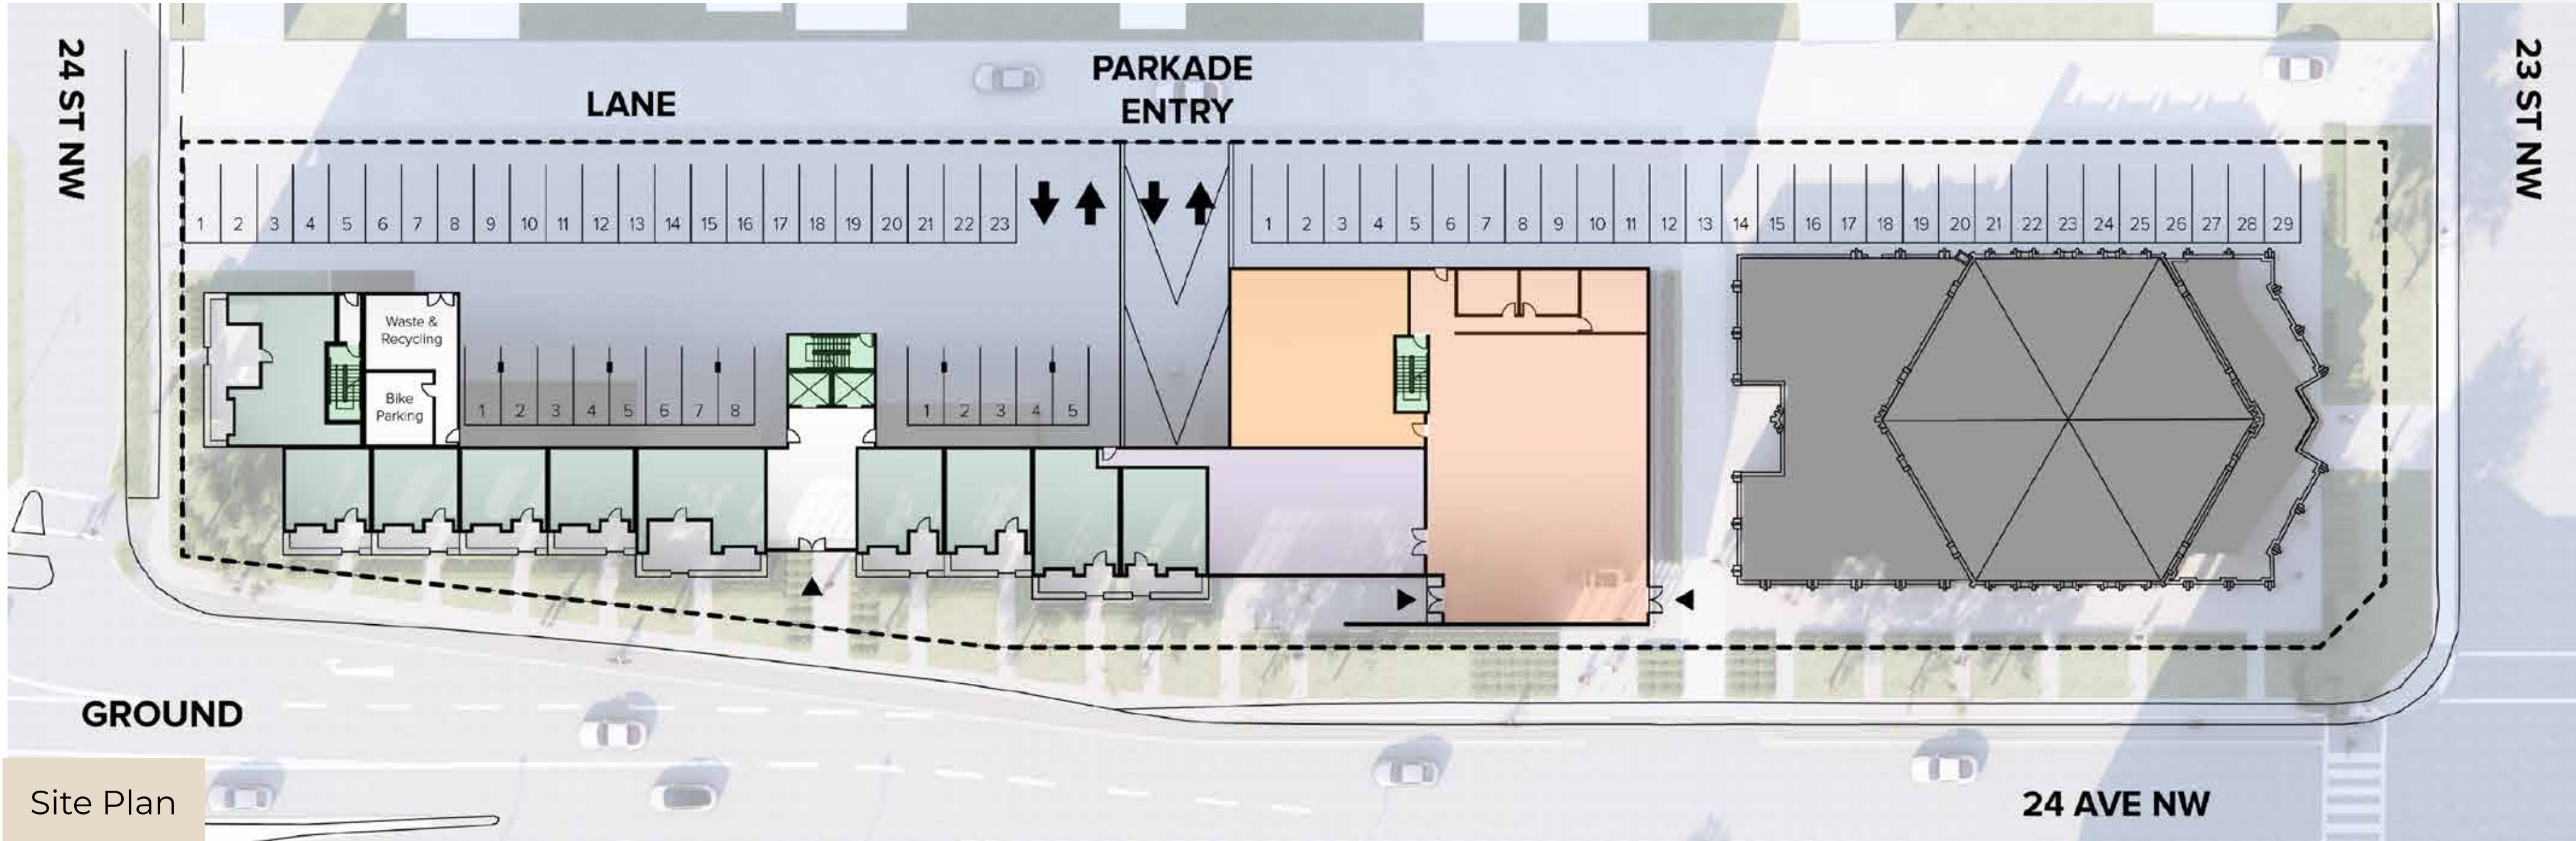 24 ST NW
LANE
PARKADE
ENTRY
23 ST NW
1 2 3 4 5 6 7 8 9 10 11 12 13 14 15 16 17 18 19 20 21 22 23
1 2 3 4 5 6 7 8 9 10 11 12 13 14 15 16 17 18 19 20 21 22 23 24 25 26 27 28 29
Waste &
Recycling
Bike
Parking
1 2 3 4 5 6 7 8
1 2 3 4 5
GROUND
Site Plan
24 AVE NW